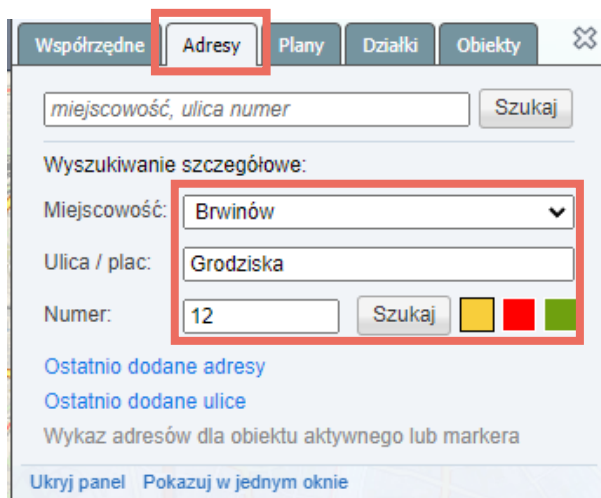 Współrzędne Adresy Plany Działki Obiekty
miejscowość, ulica numer Szukaj
Wyszukiwanie szczegółowe:
Miejscowość: Brwinów
Ulica / plac: Grodziska
Numer: 12 Szukaj
Ostatnio dodane adresy
Ostatnio dodane ulice
Wykaz adresów dla obiektu aktywnego lub markera
Ukryj panel Pokazuj w jednym oknie